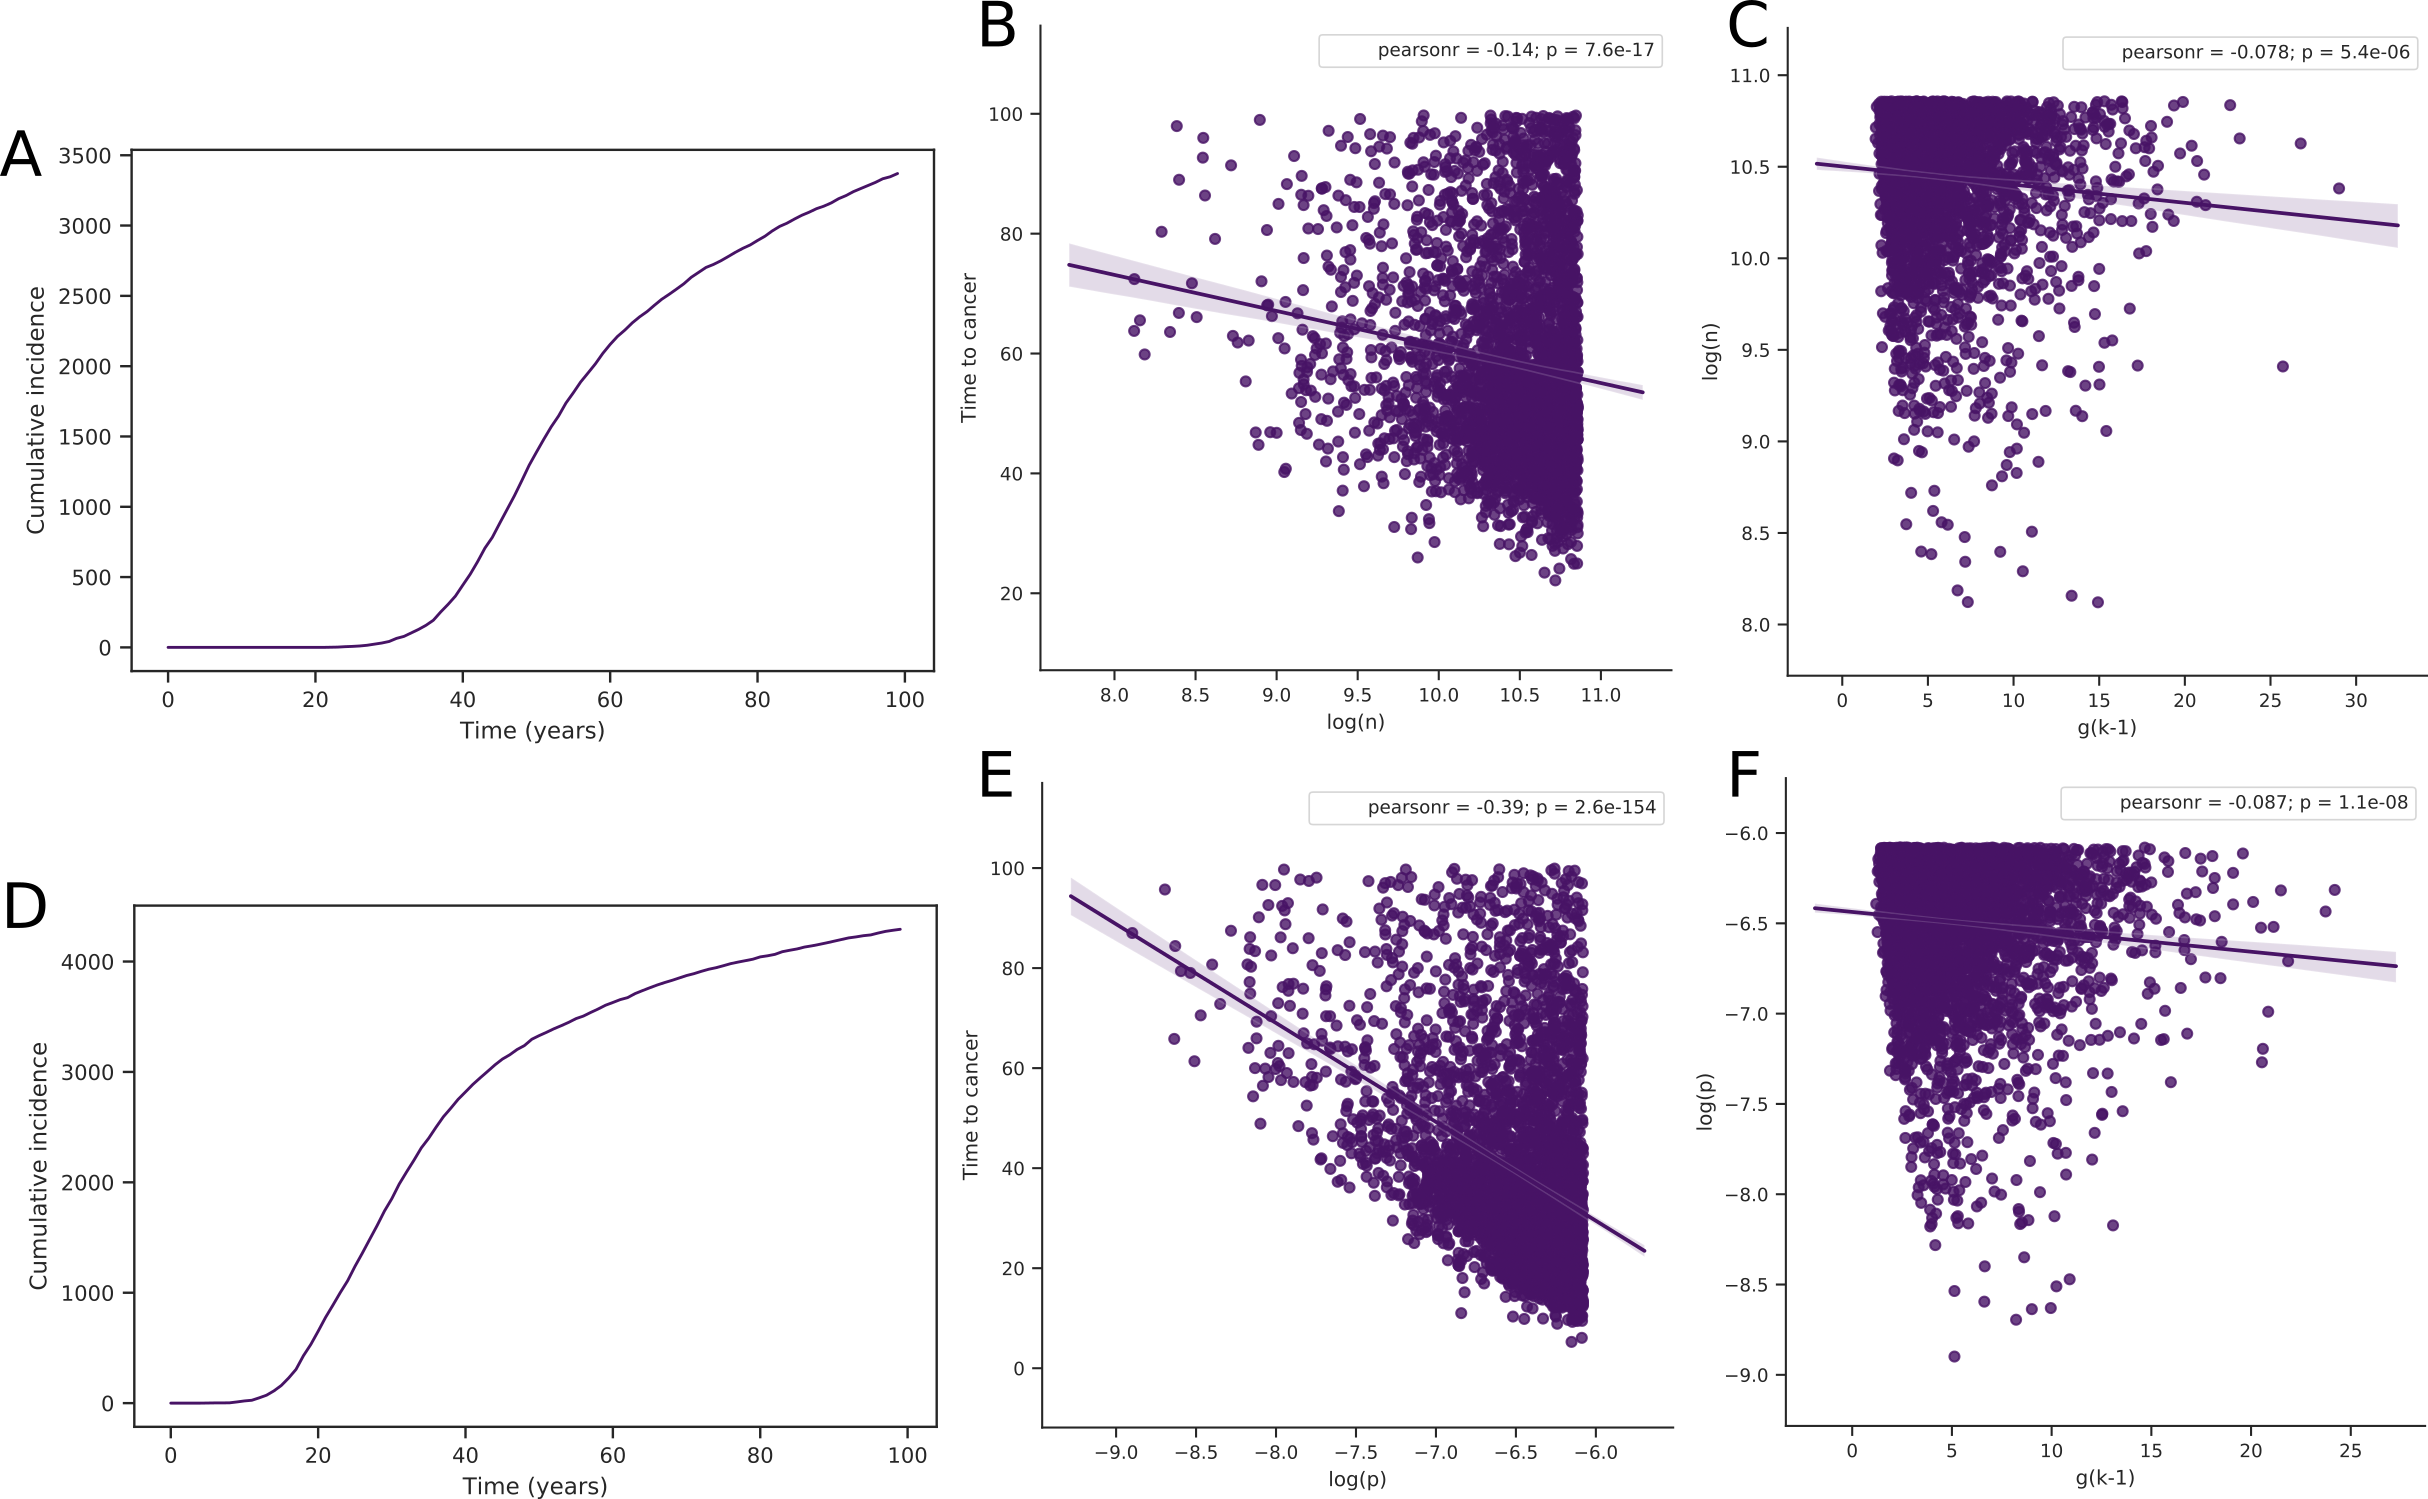 A
3500
3000
2500
2000
1500
1000
500
0
Cumulative incidence
0 20 40 60 80 100
Time (years)
B
pearsonr = -0.14; p = 7.6e-17
100
80
60
40
20
Time to cancer
8.0 8.5 9.0 9.5 10.0 10.5 11.0
log(n)
C
pearsonr = -0.078; p = 5.4e-06
11.0
10.5
10.0
9.5
9.0
8.5
8.0
log(n)
0 5 10 15 20 25 30
g(k-1)
D
4000
3000
2000
1000
0
Cumulative incidence
0 20 40 60 80 100
Time (years)
E
pearsonr = -0.39; p = 2.6e-154
100
80
60
40
20
0
Time to cancer
−9.0 −8.5 −8.0 −7.5 −7.0 −6.5 −6.0
log(p)
F
pearsonr = -0.087; p = 1.1e-08
−6.0
−6.5
−7.0
−7.5
−8.0
−8.5
−9.0
log(p)
0 5 10 15 20 25
g(k-1)